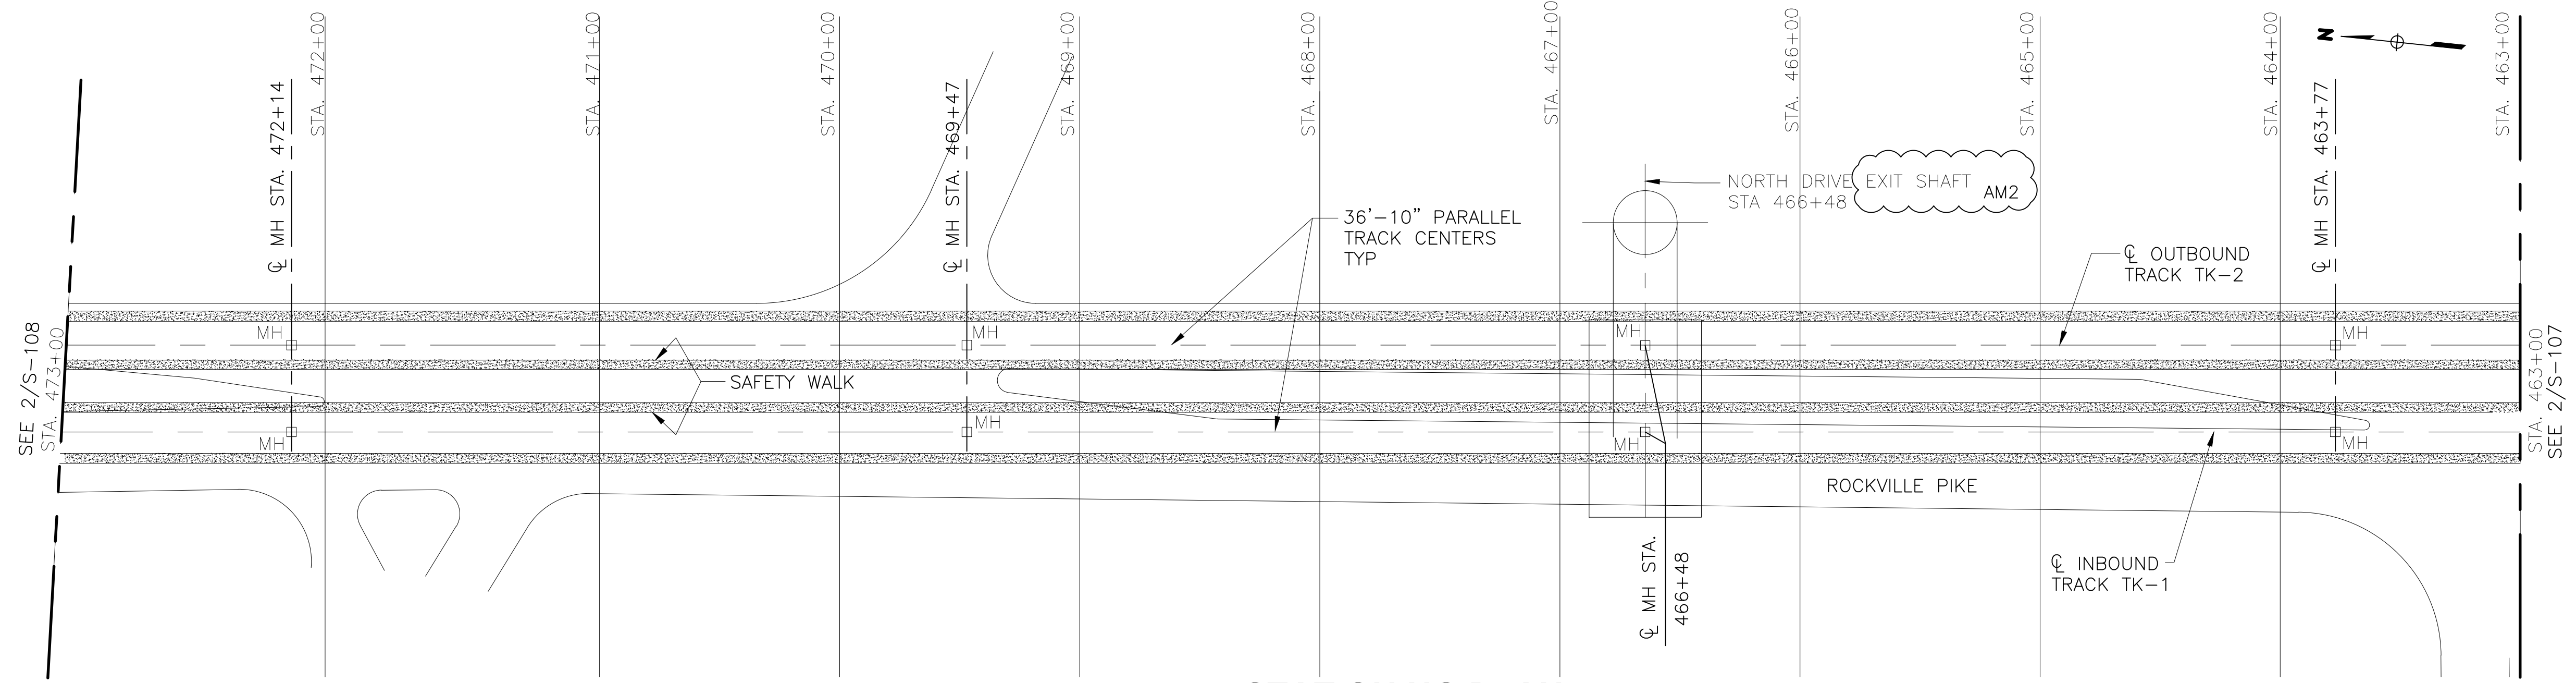 STA. 472+00
STA. 471+00
STA. 470+00
STA. 469+00
STA. 468+00
STA. 467+00
STA. 466+00
STA. 465+00
STA. 464+00
STA. 463+00
N
℄ MH STA. 472+14
℄ MH STA. 469+47
℄ MH STA. 463+77
NORTH DRIVE EXIT SHAFT
STA 466+48
AM2
36'-10" PARALLEL
TRACK CENTERS
TYP
℄ OUTBOUND
TRACK TK-2
SEE 2/S-108
STA. 473+00
MH
MH
MH
MH
SAFETY WALK
MH
MH
MH
MH
STA. 463+00
SEE 2/S-107
ROCKVILLE PIKE
℄ MH STA.
466+48
℄ INBOUND
TRACK TK-1